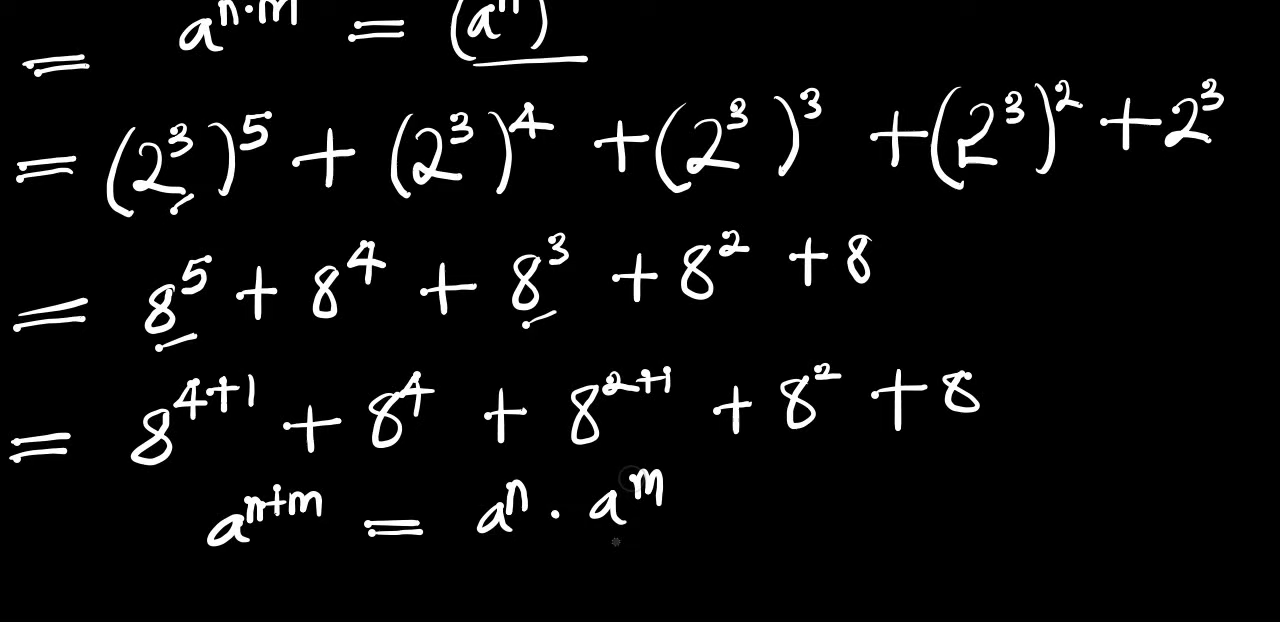 = a^{n·m} = (a^n)
= (2^3)^5 + (2^3)^4 + (2^3)^3 + (2^3)^2 + 2^3
= 8^5 + 8^4 + 8^3 + 8^2 + 8
= 8^{4+1} + 8^4 + 8^{2+1} + 8^2 + 8
a^{n+m} = a^n · a^m